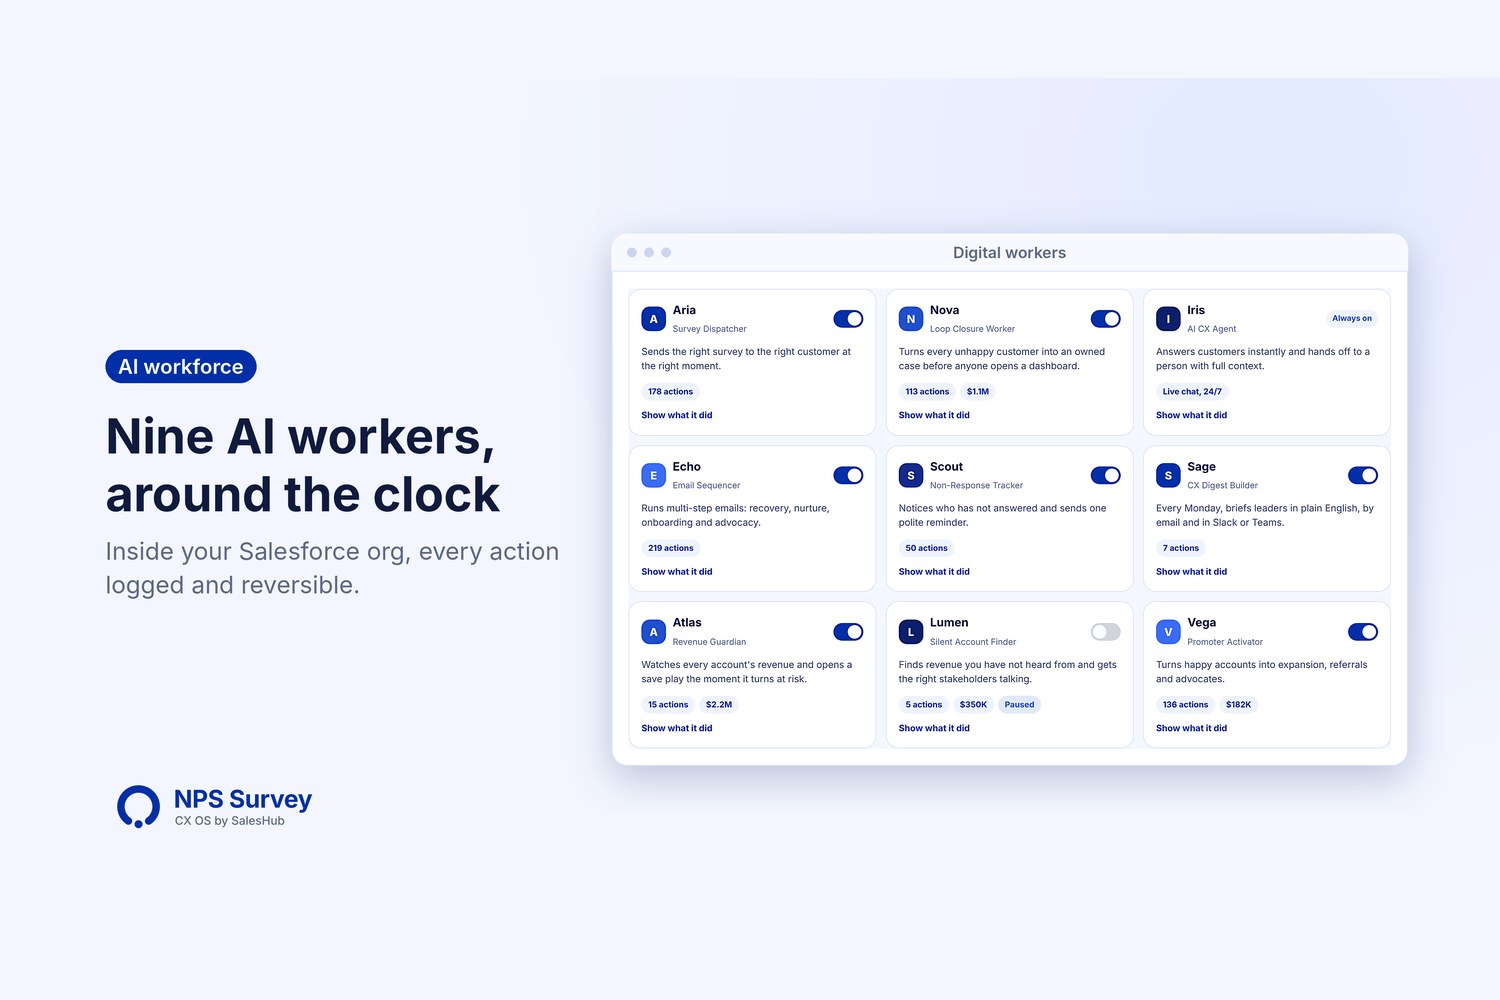 AI workforce
Nine AI workers,
around the clock
Inside your Salesforce org, every action
logged and reversible.
NPS Survey
CX OS by SalesHub
Digital workers
A
Aria
Survey Dispatcher
Sends the right survey to the right customer at
the right moment.
178 actions
Show what it did
N
Nova
Loop Closure Worker
Turns every unhappy customer into an owned
case before anyone opens a dashboard.
113 actions $1.1M
Show what it did
I
Iris
AI CX Agent
Always on
Answers customers instantly and hands off to a
person with full context.
Live chat, 24/7
Show what it did
E
Echo
Email Sequencer
Runs multi-step emails: recovery, nurture,
onboarding and advocacy.
219 actions
Show what it did
S
Scout
Non-Response Tracker
Notices who has not answered and sends one
polite reminder.
50 actions
Show what it did
S
Sage
CX Digest Builder
Every Monday, briefs leaders in plain English, by
email and in Slack or Teams.
7 actions
Show what it did
A
Atlas
Revenue Guardian
Watches every account's revenue and opens a
save play the moment it turns at risk.
15 actions $2.2M
Show what it did
L
Lumen
Silent Account Finder
Finds revenue you have not heard from and gets
the right stakeholders talking.
5 actions $350K Paused
Show what it did
V
Vega
Promoter Activator
Turns happy accounts into expansion, referrals
and advocates.
136 actions $182K
Show what it did